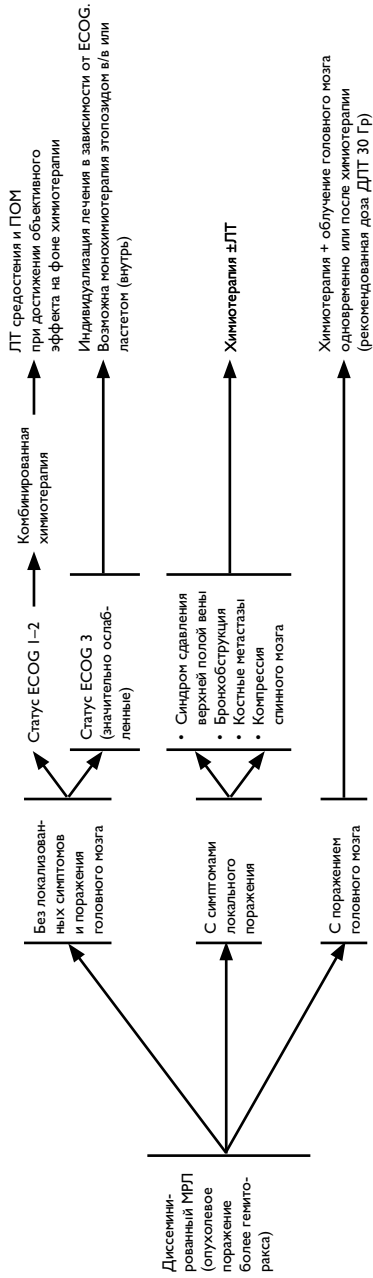 Диссемини-
рованный МРЛ
(опухолевое
поражение
более гемито-
ракса)
Без локализован-
ных симптомов
и поражения
головного мозга
Статус ECOG 1–2
Комбинированная
химиотерапия
ЛТ средостения и ПОМ
при достижении объективного
эффекта на фоне химиотерапии
Статус ECOG 3
(значительно ослаб-
ленные)
Индивидуализация лечения в зависимости от ECOG.
Возможна монохимиотерапия этопозидом в/в или
ластетом (внутрь)
С симптомами
локального
поражения
• Синдром сдавления
верхней полой вены
• Бронхобструкция
• Костные метастазы
• Компрессия
спинного мозга
Химиотерапия ±ЛТ
С поражением
головного мозга
Химиотерапия + облучение головного мозга
одновременно или после химиотерапии
(рекомендованная доза ДЛТ 30 Гр)